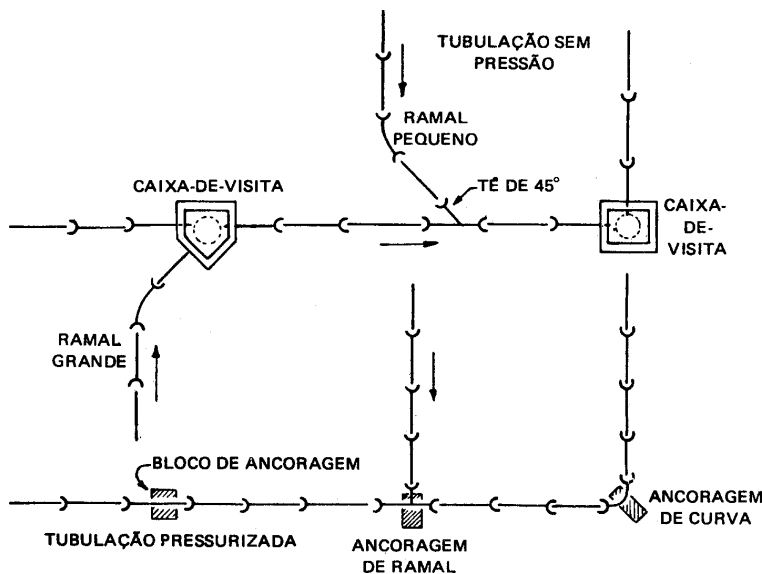 TUBULAÇÃO SEM
PRESSÃO
RAMAL
PEQUENO
TÊ DE 45°
CAIXA-DE-VISITA
CAIXA-
DE-
VISITA
RAMAL
GRANDE
BLOCO DE ANCORAGEM
TUBULAÇÃO PRESSURIZADA
ANCORAGEM
DE RAMAL
ANCORAGEM
DE CURVA